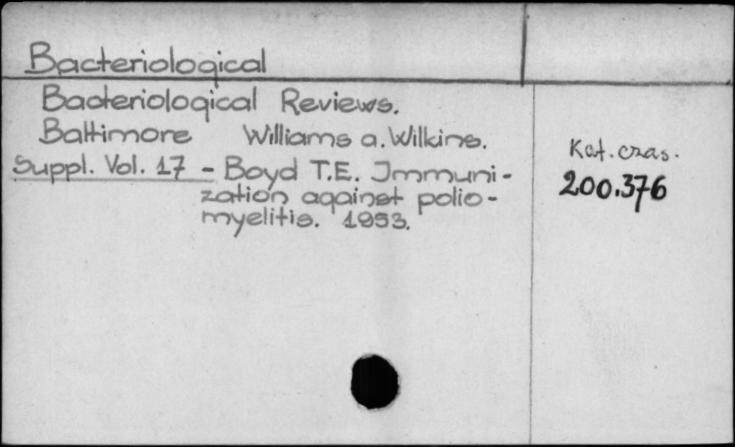 Bacteriological
Bacteriological Reviews.
Baltimore Williams a. Wilkins.
Kat. czas.
Suppl. Vol. 17 - Boyd T.E. Immuni-
200.376
zation against polio-
myelitis. 1953.